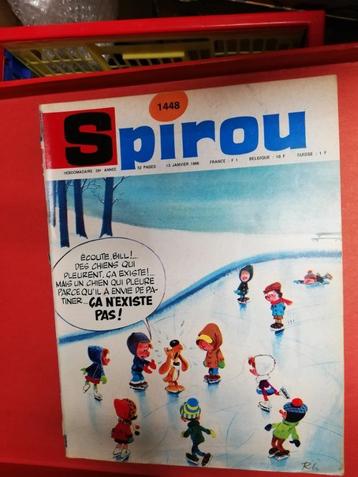 1448
Spirou
HEBDOMADAIRE 29e ANNÉE 52 PAGES 13 JANVIER 1966 FRANCE : F 1 BELGIQUE : 10 F SUISSE : 1 F
ÉCOUTE, BILL!...
DES CHIENS QUI
PLEURENT, ÇA EXISTE!...
MAIS UN CHIEN QUI PLEURE
PARCE QU'IL A ENVIE DE PA-
TINER... ÇA N'EXISTE
PAS!